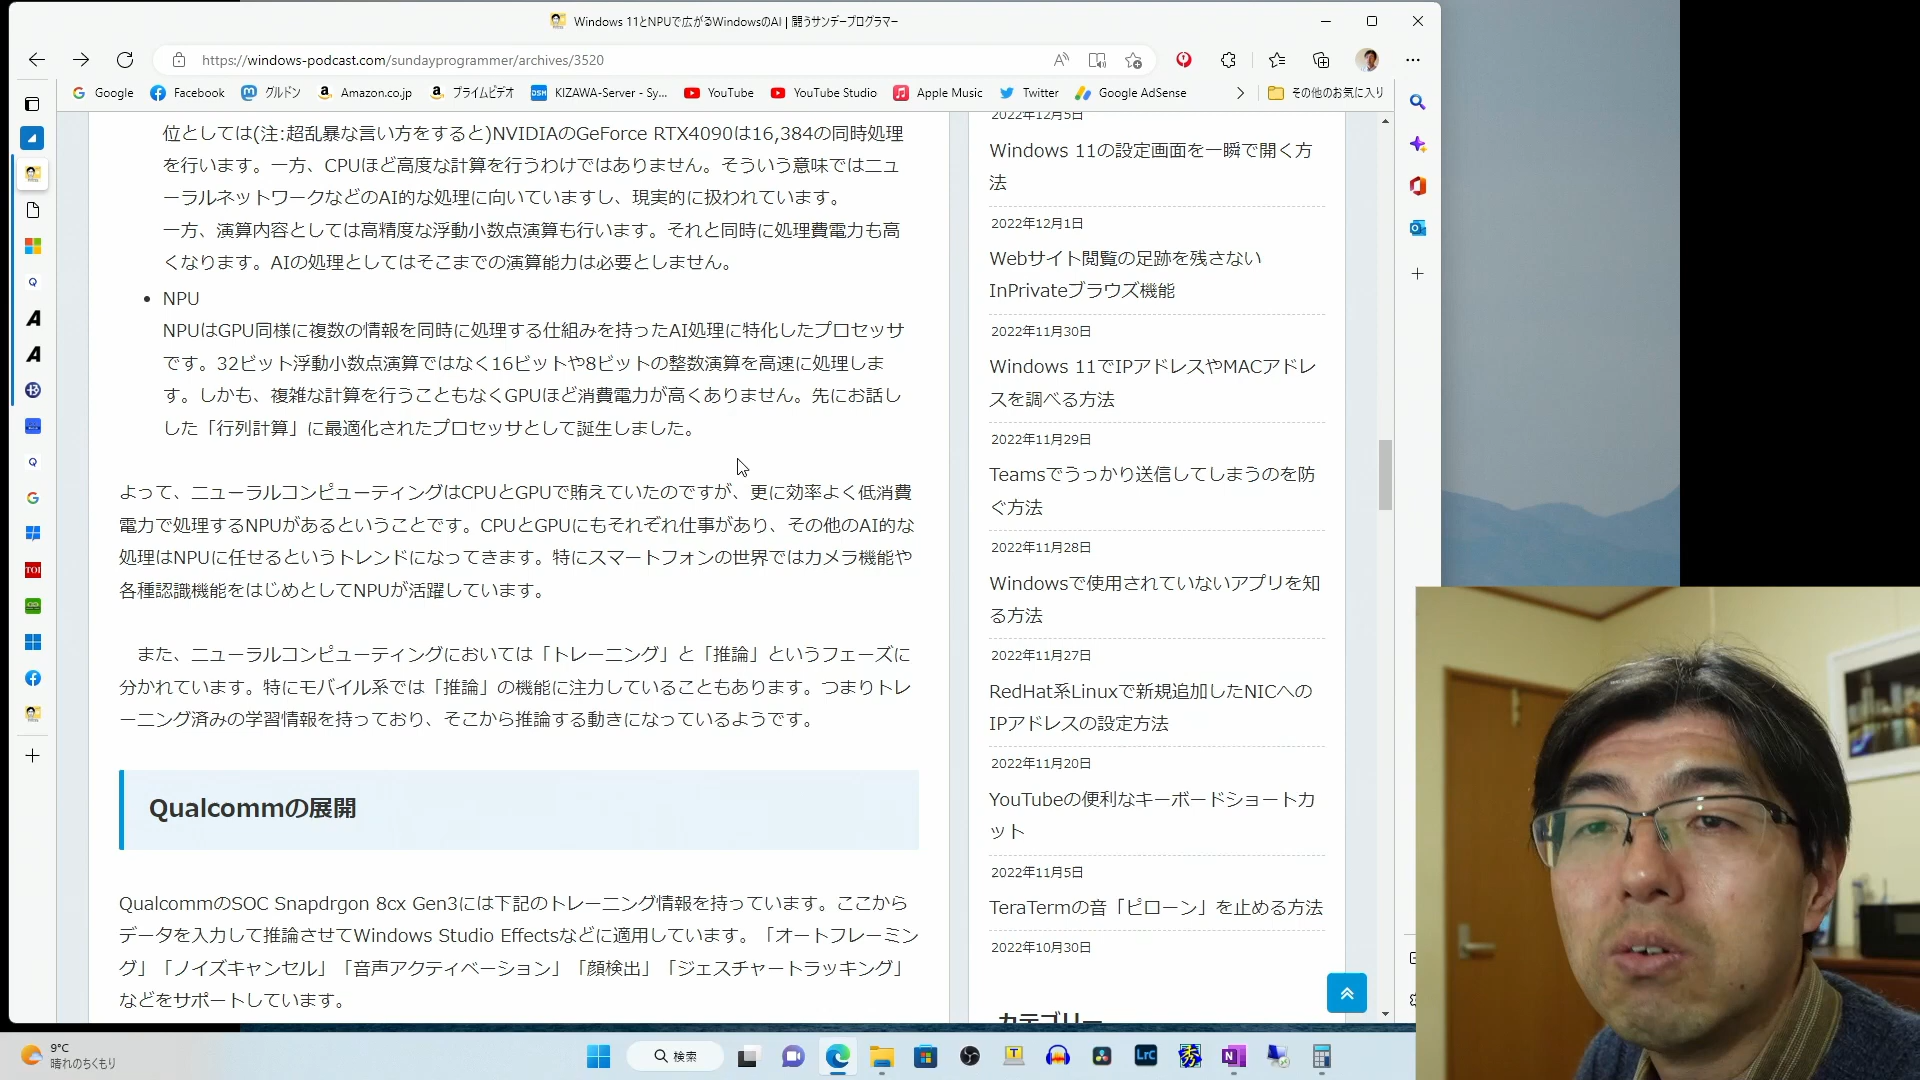 Windows 11とNPUで広がるWindowsのAI | 闘うサンデープログラマー
https://windows-podcast.com/sundayprogrammer/archives/3520
Google
Facebook
グルドン
Amazon.co.jp
プライムビデオ
KIZAWA-Server - Sy...
YouTube
YouTube Studio
Apple Music
Twitter
Google AdSense
その他のお気に入り
位としては(注:超乱暴な言い方をすると)NVIDIAのGeForce RTX4090は16,384の同時処理
を行います。一方、CPUほど高度な計算を行うわけではありません。そういう意味ではニュ
ーラルネットワークなどのAI的な処理に向いていますし、現実的に扱われています。
一方、演算内容としては高精度な浮動小数点演算も行います。それと同時に処理費電力も高
くなります。AIの処理としてはそこまでの演算能力は必要としません。
• NPU
NPUはGPU同様に複数の情報を同時に処理する仕組みを持ったAI処理に特化したプロセッサ
です。32ビット浮動小数点演算ではなく16ビットや8ビットの整数演算を高速に処理しま
す。しかも、複雑な計算を行うこともなくGPUほど消費電力が高くありません。先にお話し
した「行列計算」に最適化されたプロセッサとして誕生しました。
よって、ニューラルコンピューティングはCPUとGPUで賄えていたのですが、更に効率よく低消費
電力で処理するNPUがあるということです。CPUとGPUにもそれぞれ仕事があり、その他のAI的な
処理はNPUに任せるというトレンドになってきます。特にスマートフォンの世界ではカメラ機能や
各種認識機能をはじめとしてNPUが活躍しています。
また、ニューラルコンピューティングにおいては「トレーニング」と「推論」というフェーズに
分かれています。特にモバイル系では「推論」の機能に注力していることもあります。つまりトレ
ーニング済みの学習情報を持っており、そこから推論する動きになっているようです。
Qualcommの展開
QualcommのSOC Snapdrgon 8cx Gen3には下記のトレーニング情報を持っています。ここから
データを入力して推論させてWindows Studio Effectsなどに適用しています。「オートフレーミン
グ」「ノイズキャンセル」「音声アクティベーション」「顔検出」「ジェスチャートラッキング」
などをサポートしています。
2022年12月5日
Windows 11の設定画面を一瞬で開く方
法
2022年12月1日
Webサイト閲覧の足跡を残さない
InPrivateブラウズ機能
2022年11月30日
Windows 11でIPアドレスやMACアドレ
スを調べる方法
2022年11月29日
Teamsでうっかり送信してしまうのを防
ぐ方法
2022年11月28日
Windowsで使用されていないアプリを知
る方法
2022年11月27日
RedHat系Linuxで新規追加したNICへの
IPアドレスの設定方法
2022年11月20日
YouTubeの便利なキーボードショートカ
ット
2022年11月5日
TeraTermの音「ピローン」を止める方法
2022年10月30日
カテゴリー
9°C
晴れのちくもり
検索
LrC